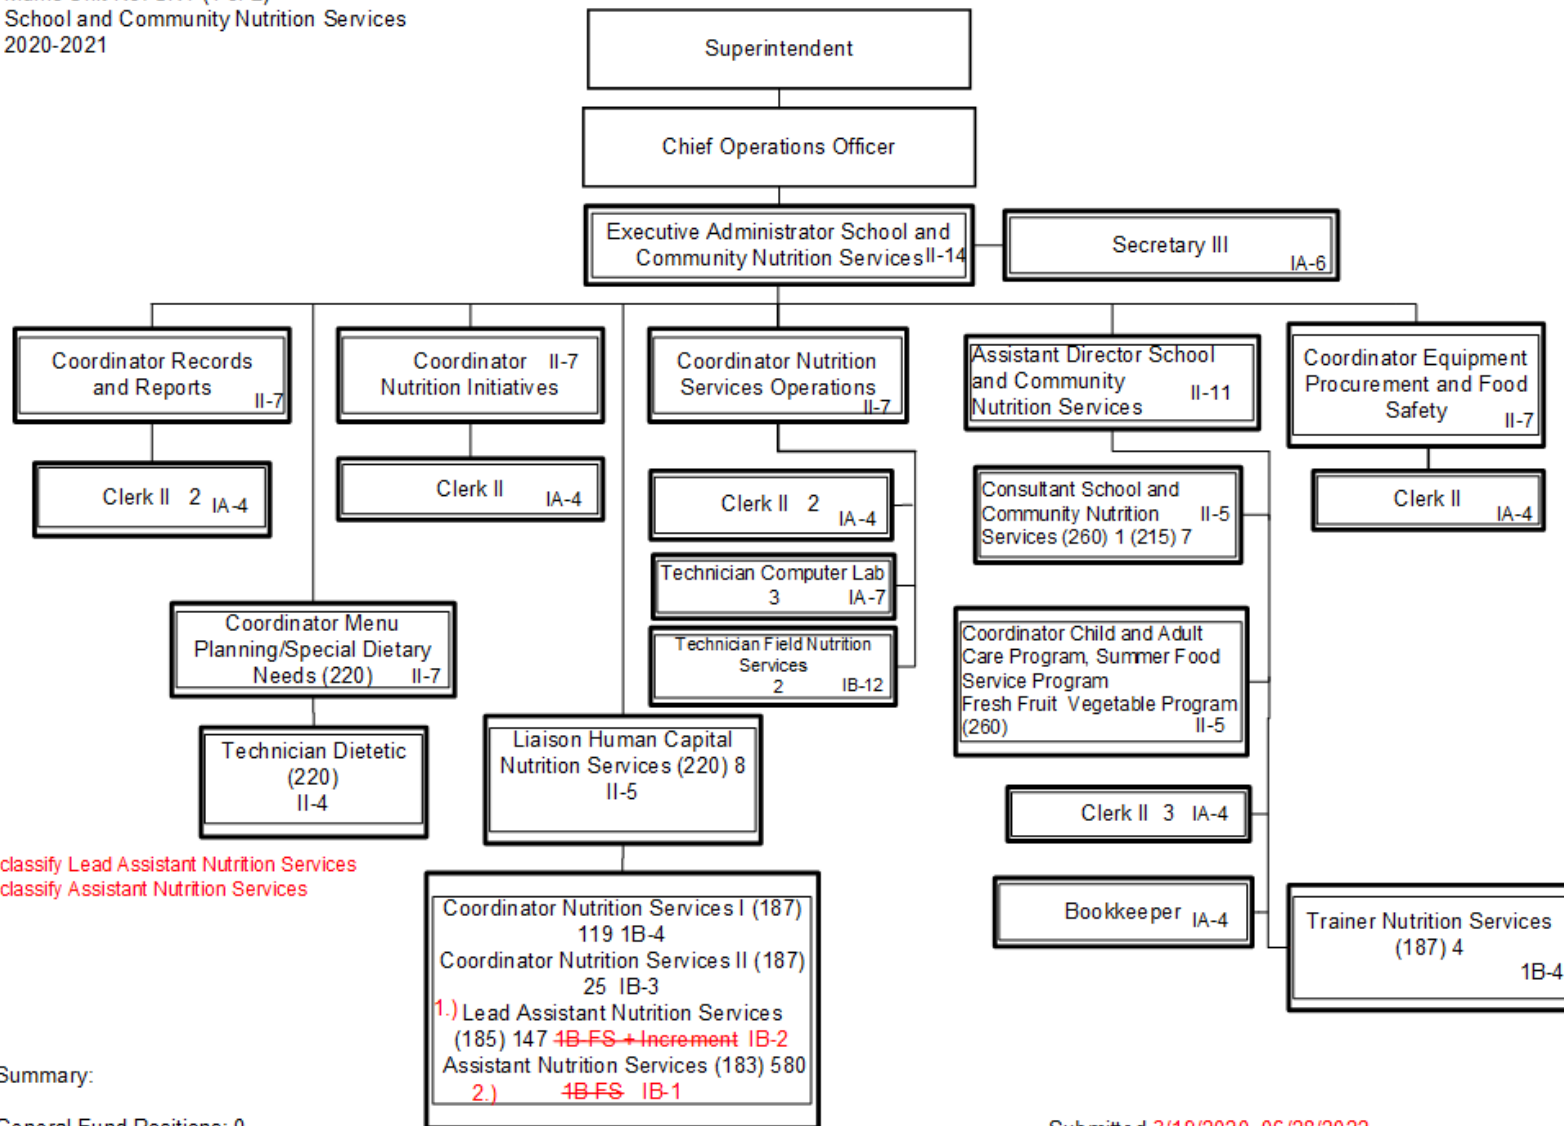 School and Community Nutrition Services
2020-2021
Superintendent
Chief Operations Officer
Executive Administrator School and
Community Nutrition Services II-14
Secretary III
IA-6
Coordinator Records
and Reports
II-7
Coordinator II-7
Nutrition Initiatives
Coordinator Nutrition
Services Operations
II-7
Assistant Director School
and Community
II-11
Nutrition Services
Coordinator Equipment
Procurement and Food
Safety
II-7
Clerk II 2 IA-4
Clerk II
IA-4
Clerk II 2
IA-4
Consultant School and
Community Nutrition II-5
Services (260) 1 (215) 7
Clerk II
IA-4
Technician Computer Lab
3 IA-7
Technician Field Nutrition
Services
2 IB-12
Coordinator Menu
Planning/Special Dietary
Needs (220) II-7
Coordinator Child and Adult
Care Program, Summer Food
Service Program
Fresh Fruit Vegetable Program
(260) II-5
Technician Dietetic
(220)
II-4
Liaison Human Capital
Nutrition Services (220) 8
II-5
Clerk II 3 IA-4
Bookkeeper IA-4
Trainer Nutrition Services
(187) 4
1B-4
classify Lead Assistant Nutrition Services
classify Assistant Nutrition Services
Coordinator Nutrition Services I (187)
119 1B-4
Coordinator Nutrition Services II (187)
25 IB-3
1.) Lead Assistant Nutrition Services
(185) 147 1B-FS + Increment IB-2
Assistant Nutrition Services (183) 580
2.) 1B FS IB-1
Summary:
General Fund Positions: 0
Submitted